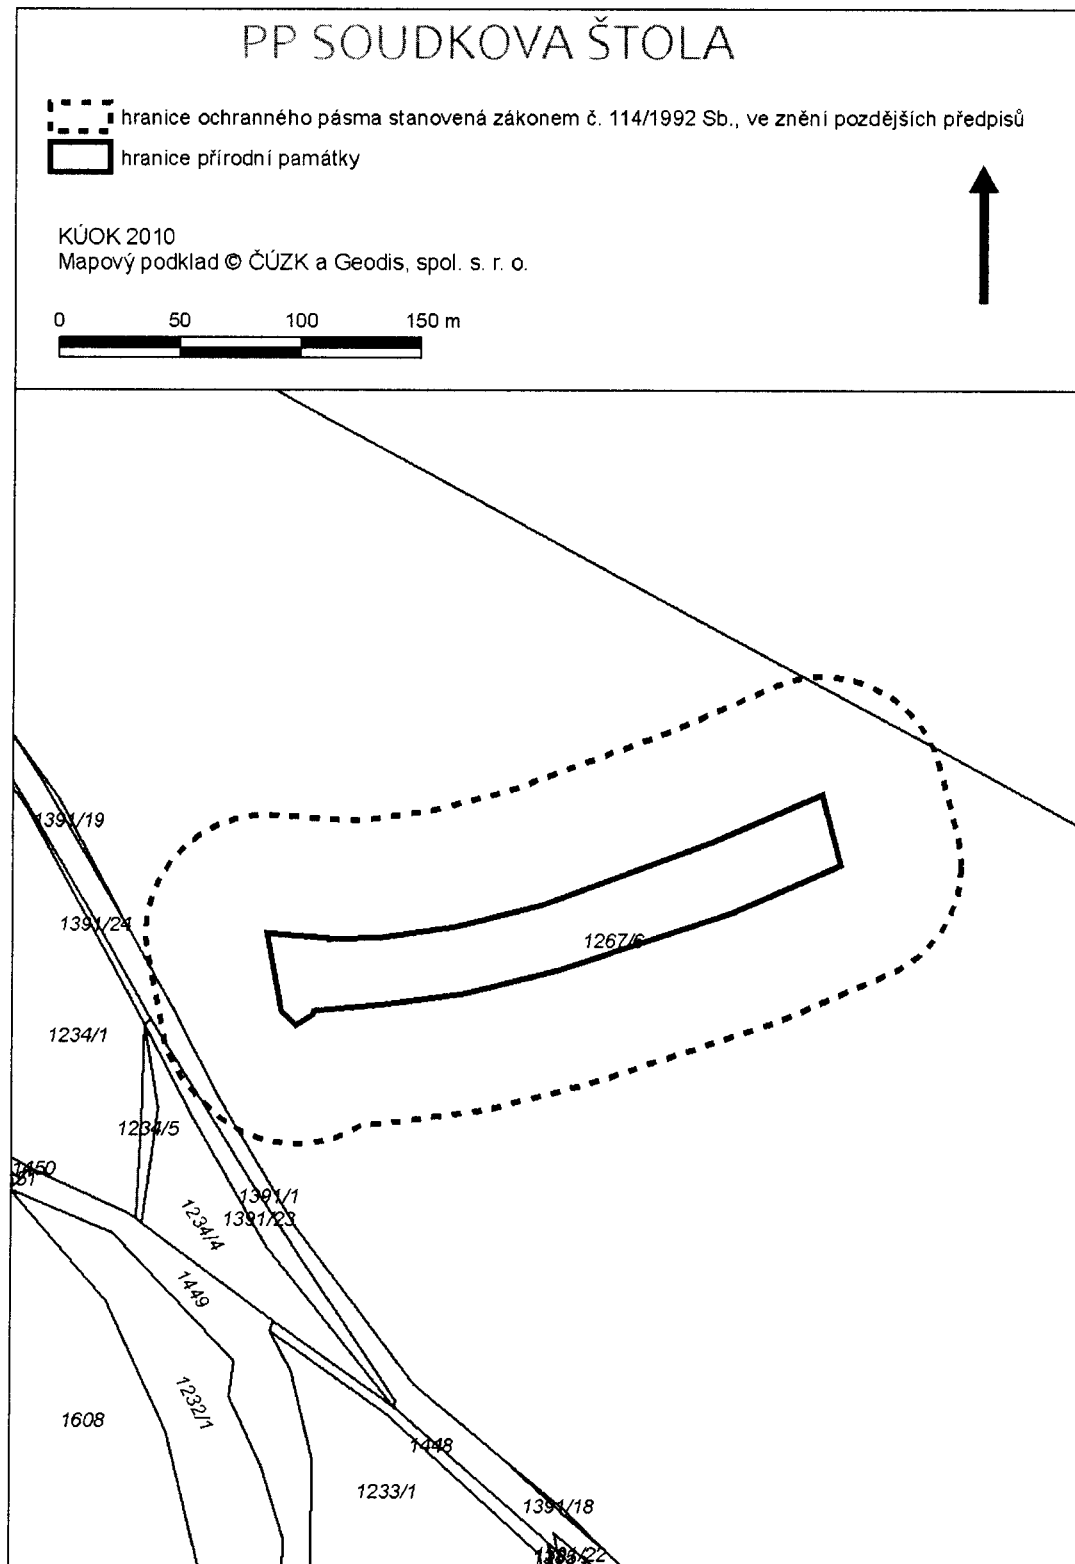 PP SOUDKOVA ŠTOLA
hranice ochranného pásma stanovená zákonem č. 114/1992 Sb., ve znění pozdějších předpisů
hranice přírodní památky
KÚOK 2010
Mapový podklad © ČÚZK a Geodis, spol. s. r. o.
0 50 100 150 m
1391/19
1391/24
1267/6
1234/1
1234/5
1450
1391/1
1391/23
1234/4
1449
1232/1
1608
1448
1233/1
1391/18